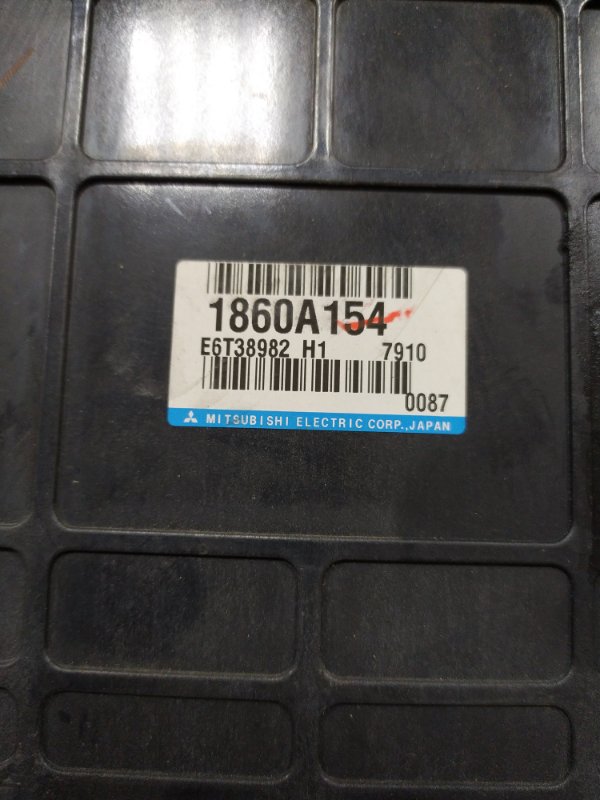 1860A154
E6T38982 H1 7910
0087
MITSUBISHI ELECTRIC CORP.,JAPAN